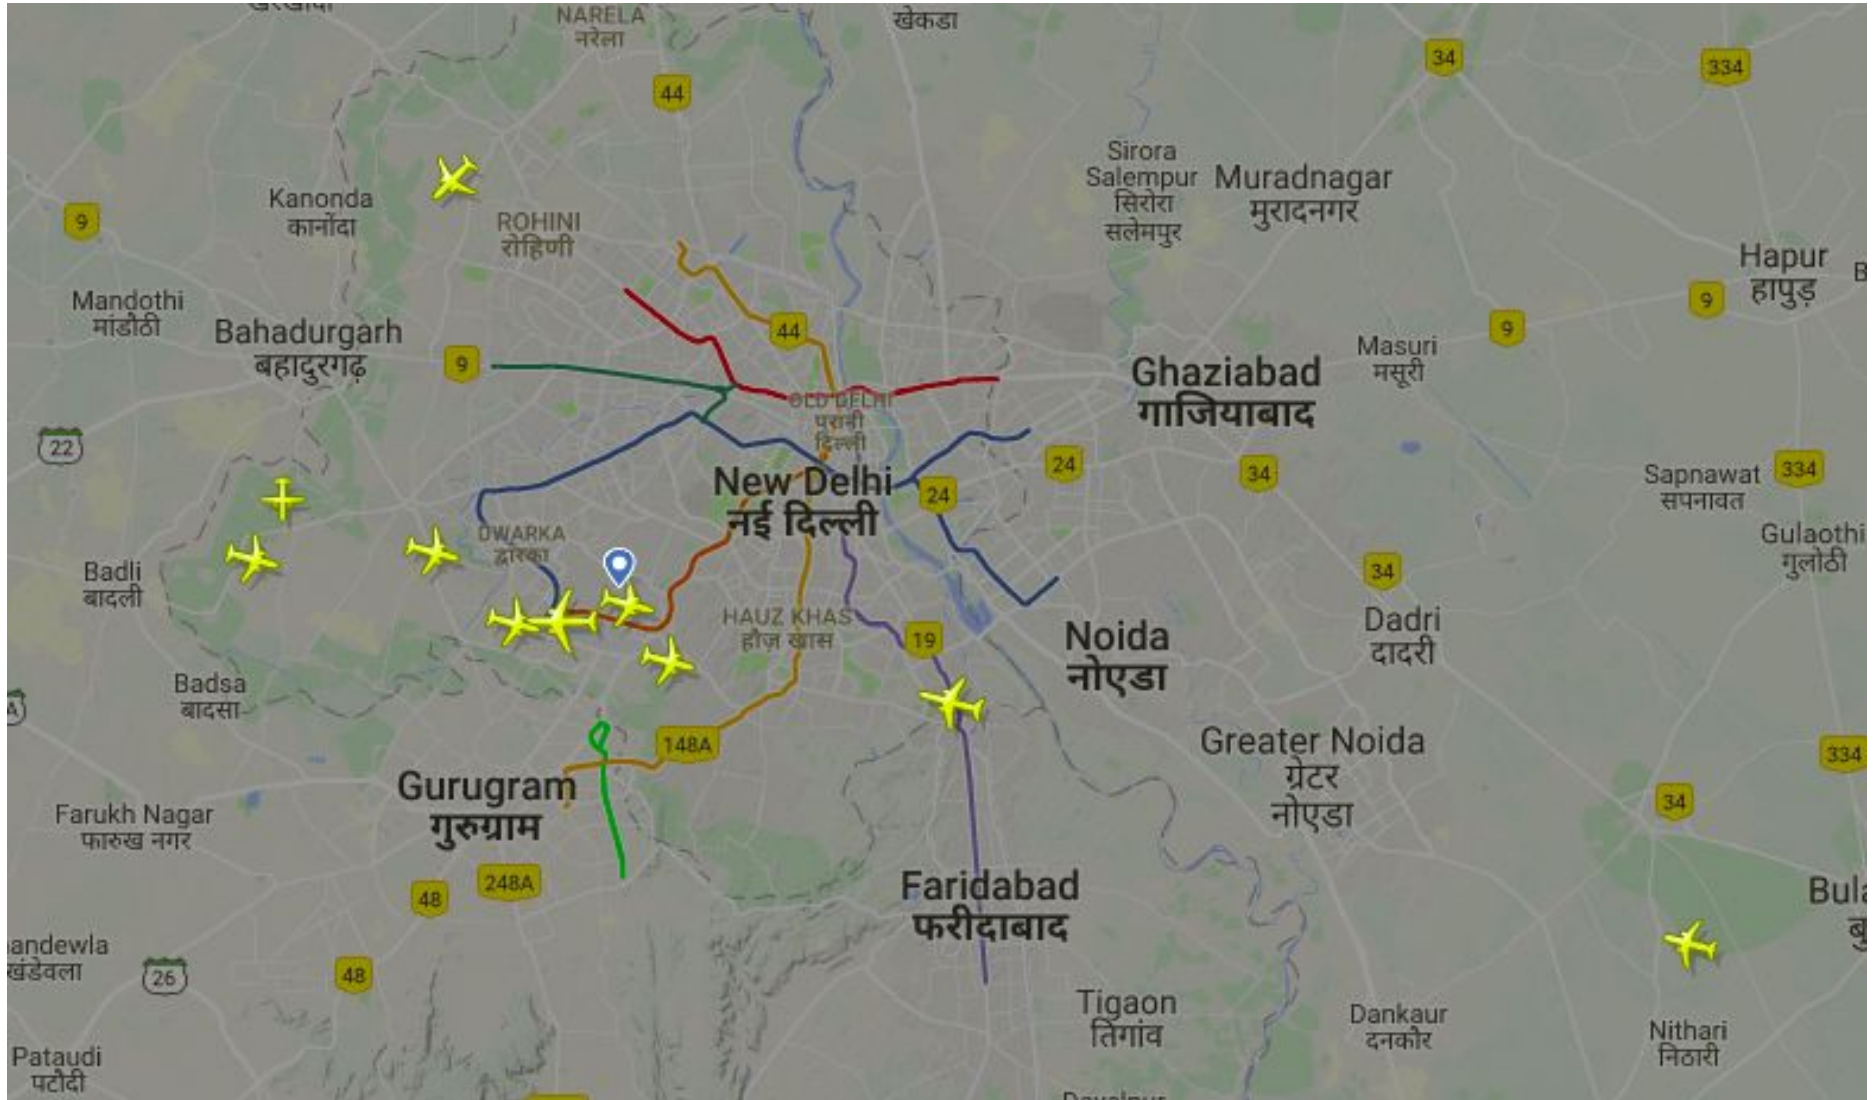 NARELA
नरेला
खेकडा
44
34
334
Sirora
Salempur
सिरोरा
सलेमपुर
Muradnagar
मुरादनगर
Kanonda
कानोंदा
9
ROHINI
रोहिणी
Hapur
हापुड़
B
9
Mandothi
मांडोठी
Bahadurgarh
बहादुरगढ़
9
44
9
Masuri
मसूरी
Ghaziabad
गाजियाबाद
OLD DELHI
पुरानी
दिल्ली
22
24
34
334
Sapnawat
सपनावत
New Delhi
नई दिल्ली
24
DWARKA
द्वारका
Gulaothi
गुलोठी
Badli
बादली
34
Dadri
दादरी
HAUZ KHAS
हौज़ खास
19
Noida
नोएडा
Badsa
बादसा
148A
Greater Noida
ग्रेटर
नोएडा
334
Gurugram
गुरुग्राम
Farukh Nagar
फारुख नगर
34
248A
48
Faridabad
फरीदाबाद
Bula
बु
andewla
खंडेवला
26
48
Tigaon
तिगांव
Dankaur
दनकौर
Nithari
निठारी
Pataudi
पटौदी